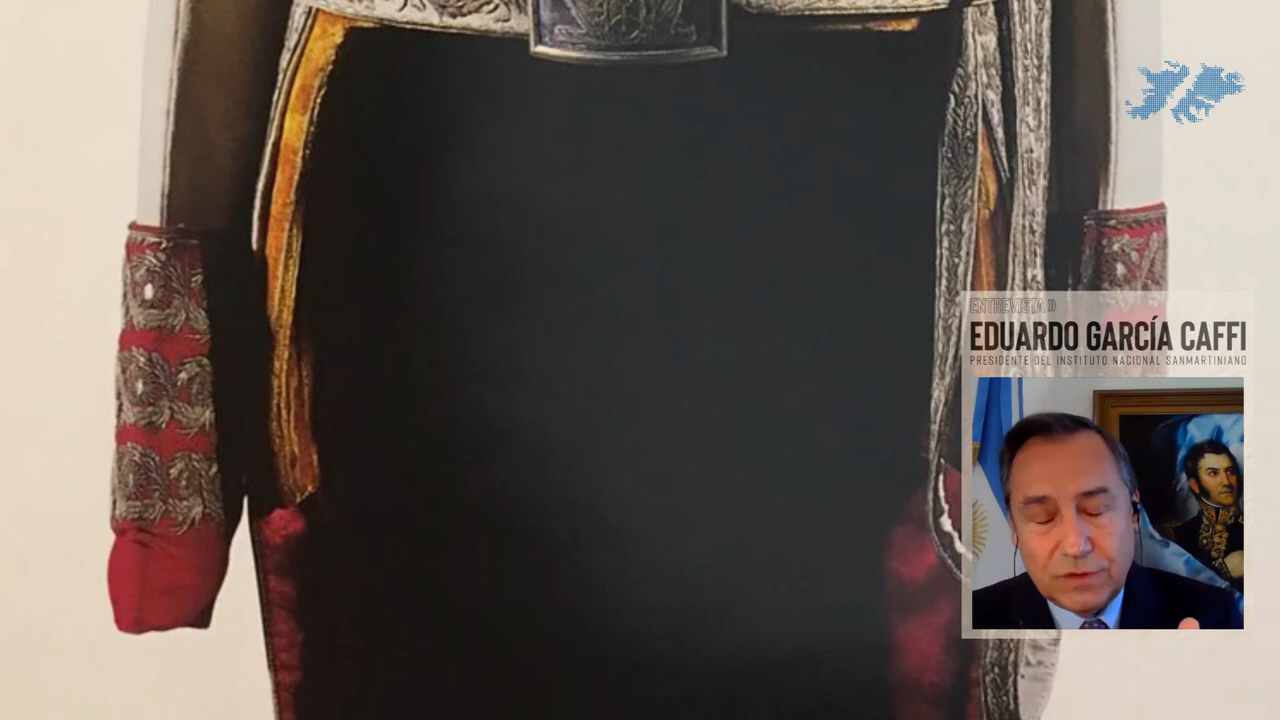 ENTREVISTA »
EDUARDO GARCÍA CAFFI
PRESIDENTE DEL INSTITUTO NACIONAL SANMARTINIANO